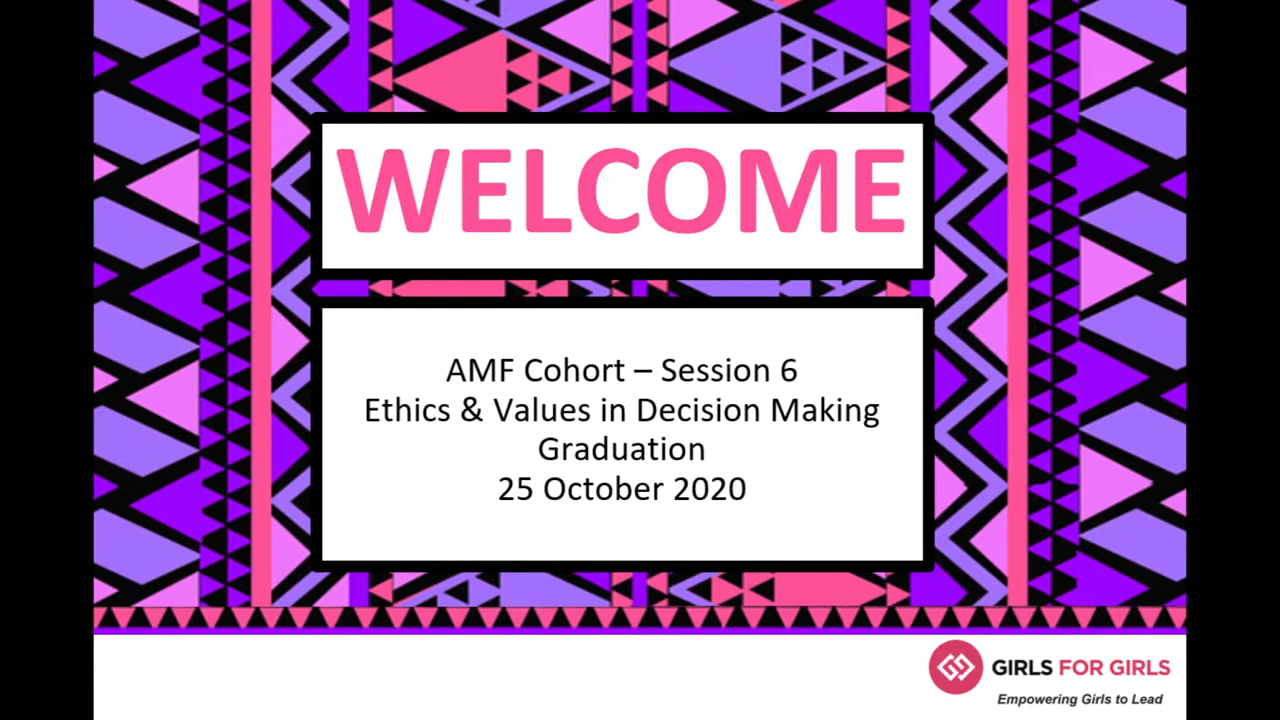 WELCOME
AMF Cohort – Session 6
Ethics & Values in Decision Making
Graduation
25 October 2020
GIRLS FOR GIRLS
Empowering Girls to Lead